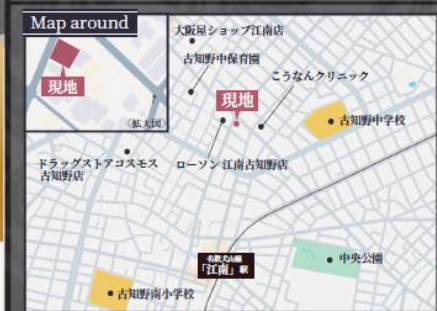 Map around
現地
〈拡大図〉
大阪屋ショップ江南店
古知野中保育園
こうなんクリニック
現地
古知野中学校
ドラッグストアコスモス
古知野店
ローソン 江南古知野店
名鉄犬山線
「江南」駅
中央公園
古知野南小学校